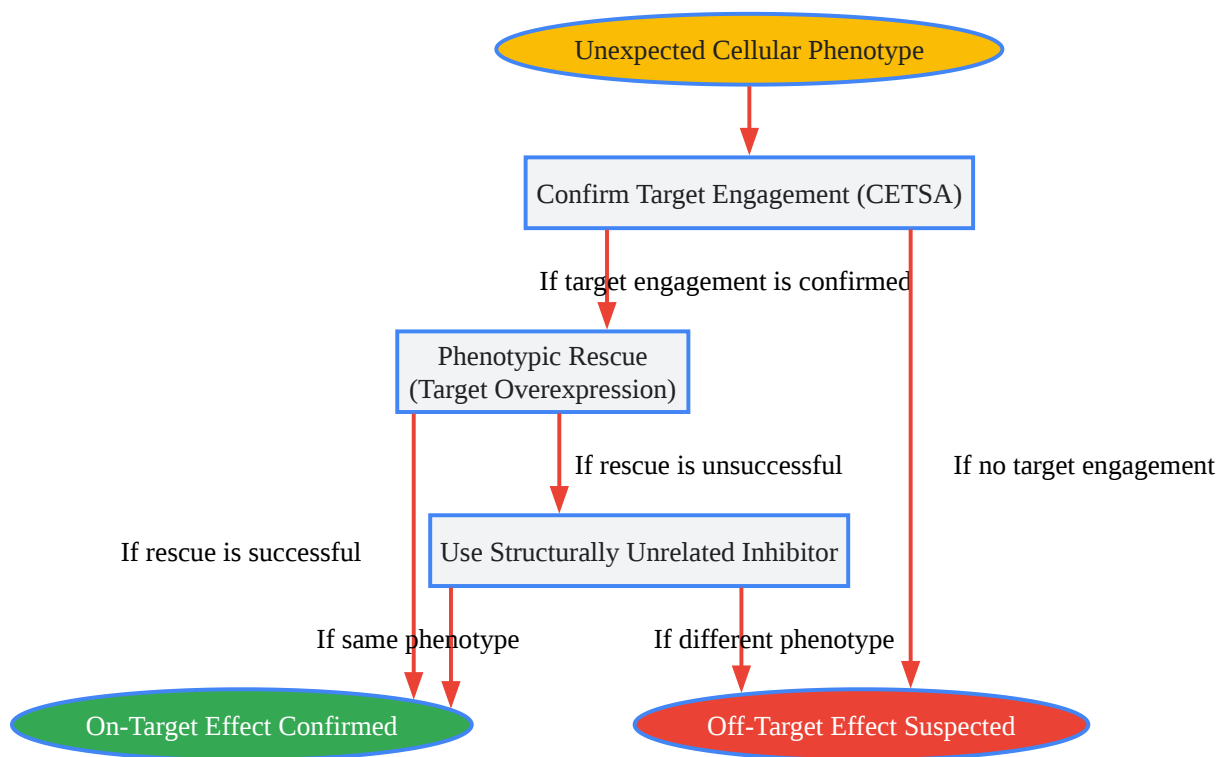 Unexpected Cellular Phenotype
Confirm Target Engagement (CETSA)
If target engagement is confirmed
Phenotypic Rescue
(Target Overexpression)
If rescue is unsuccessful
If no target engagement
Use Structurally Unrelated Inhibitor
If rescue is successful
If same phenotype
If different phenotype
On-Target Effect Confirmed
Off-Target Effect Suspected